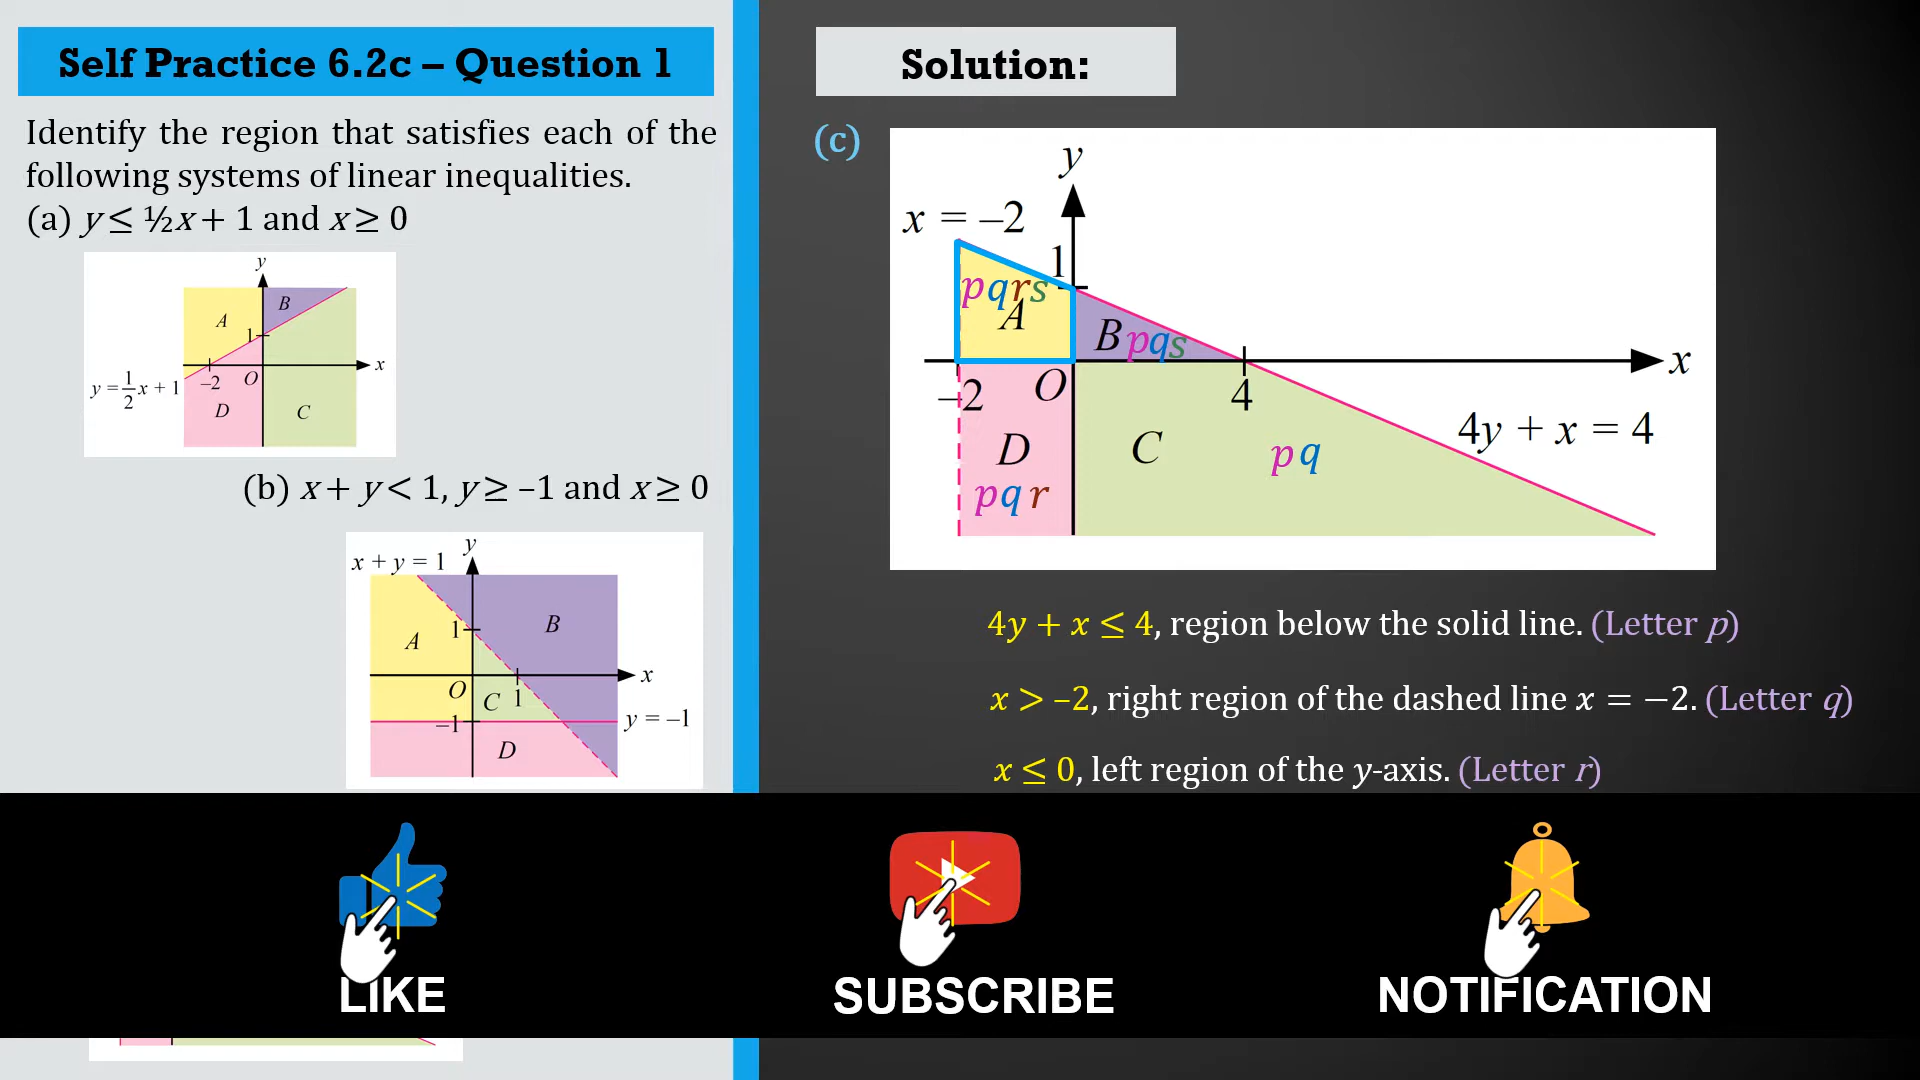 Self Practice 6.2c – Question 1
Identify the region that satisfies each of the
following systems of linear inequalities.
(a) y ≤ ½x + 1 and x ≥ 0
y
B
A
1
x
–2
O
y = 1/2 x + 1
D
C
(b) x + y < 1, y ≥ –1 and x ≥ 0
x + y = 1
y
1
B
A
x
O
C
1
–1
y = –1
D
Solution:
(c)
y
x = –2
1
pqrs
A
B pqs
x
–2
O
4
4y + x = 4
D
C
pq
pqr
4y + x ≤ 4, region below the solid line. (Letter p)
x > –2, right region of the dashed line x = −2. (Letter q)
x ≤ 0, left region of the y-axis. (Letter r)
LIKE
SUBSCRIBE
NOTIFICATION